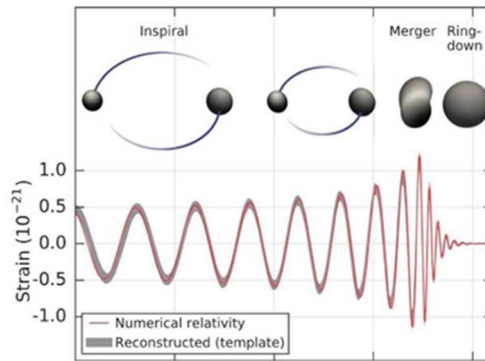 Inspiral
Merger Ring-
down
1.0
0.5
0.0
-0.5
-1.0
Strain (10⁻²¹)
Numerical relativity
Reconstructed (template)